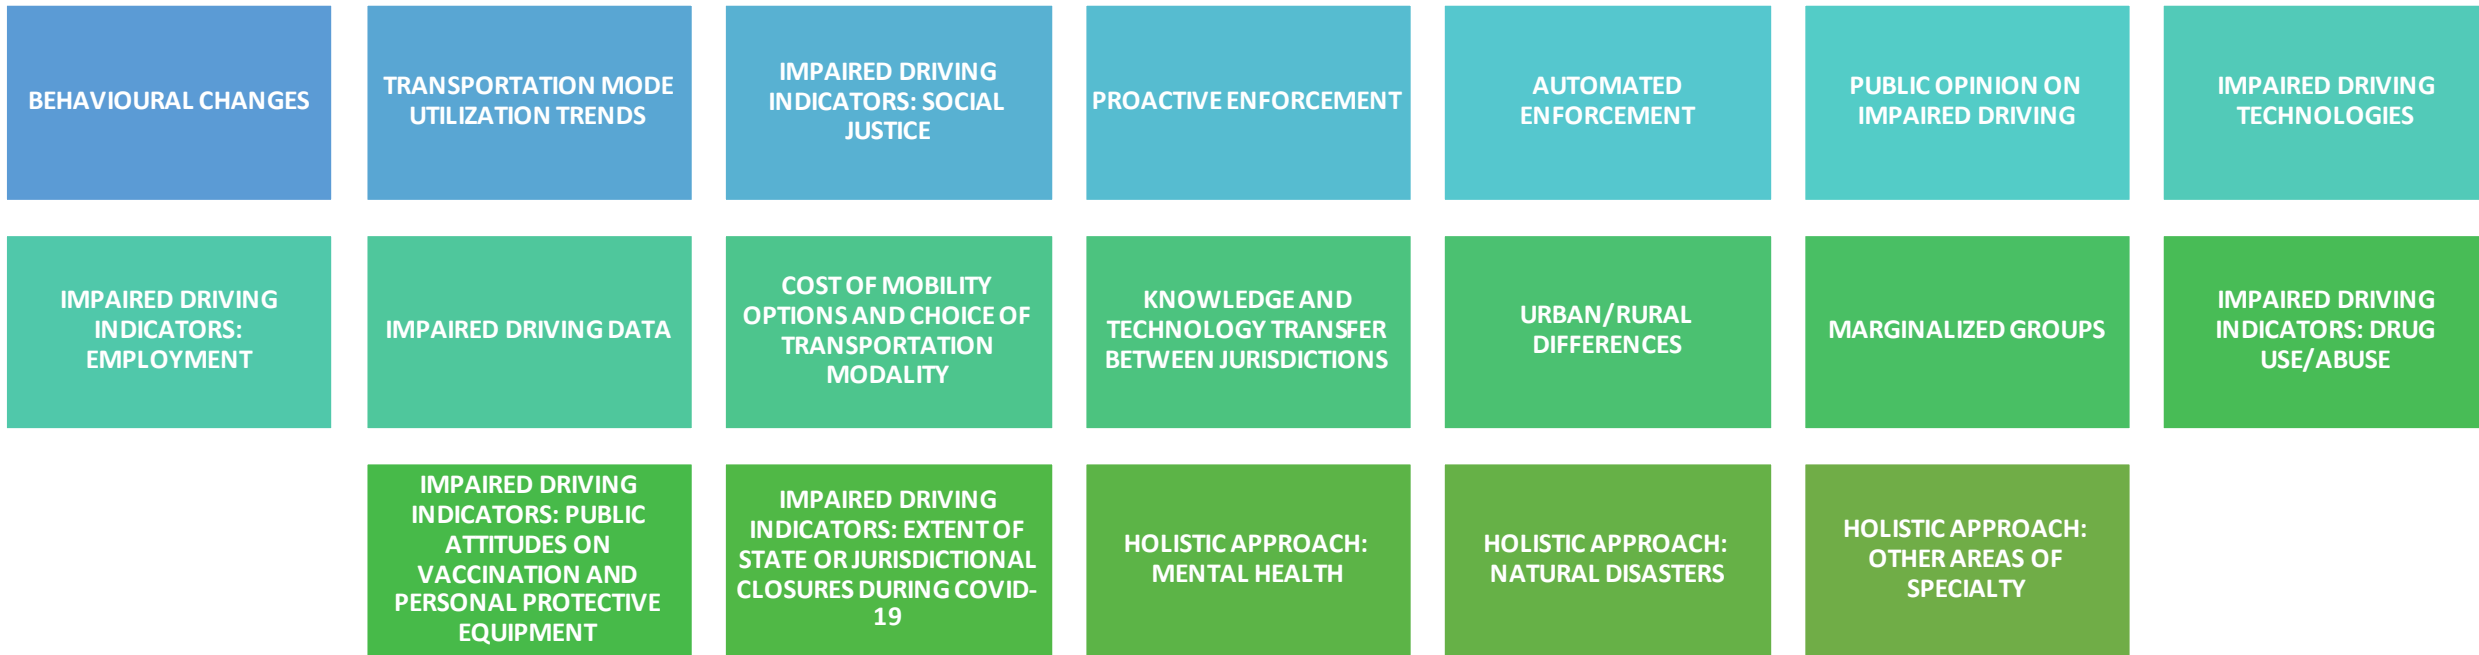 BEHAVIOURAL CHANGES
TRANSPORTATION MODE
UTILIZATION TRENDS
IMPAIRED DRIVING
INDICATORS: SOCIAL
JUSTICE
PROACTIVE ENFORCEMENT
AUTOMATED
ENFORCEMENT
PUBLIC OPINION ON
IMPAIRED DRIVING
IMPAIRED DRIVING
TECHNOLOGIES
IMPAIRED DRIVING
INDICATORS:
EMPLOYMENT
IMPAIRED DRIVING DATA
COST OF MOBILITY
OPTIONS AND CHOICE OF
TRANSPORTATION
MODALITY
KNOWLEDGE AND
TECHNOLOGY TRANSFER
BETWEEN JURISDICTIONS
URBAN/RURAL
DIFFERENCES
MARGINALIZED GROUPS
IMPAIRED DRIVING
INDICATORS: DRUG
USE/ABUSE
IMPAIRED DRIVING
INDICATORS: PUBLIC
ATTITUDES ON
VACCINATION AND
PERSONAL PROTECTIVE
EQUIPMENT
IMPAIRED DRIVING
INDICATORS: EXTENT OF
STATE OR JURISDICTIONAL
CLOSURES DURING COVID-
19
HOLISTIC APPROACH:
MENTAL HEALTH
HOLISTIC APPROACH:
NATURAL DISASTERS
HOLISTIC APPROACH:
OTHER AREAS OF
SPECIALTY